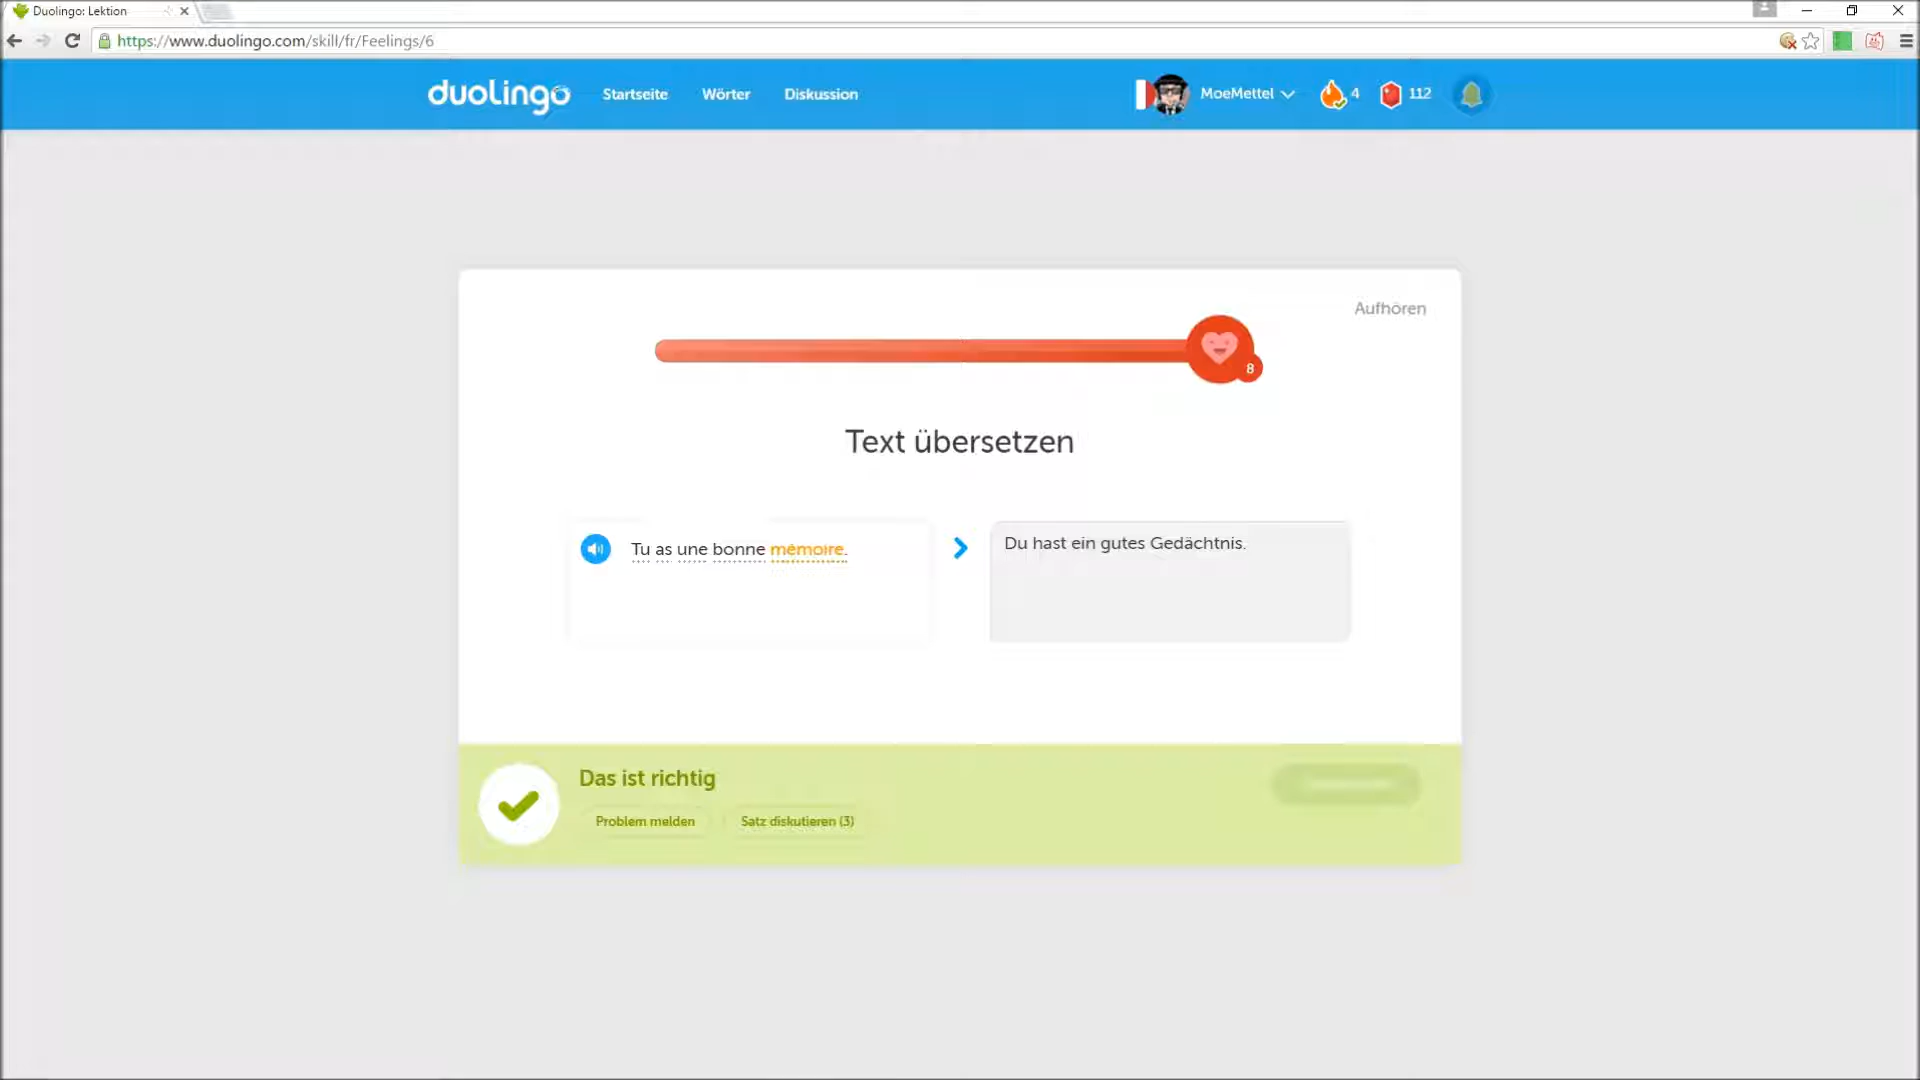 Duolingo: Lektion
https://www.duolingo.com/skill/fr/Feelings/6
duolingo
Startseite
Wörter
Diskussion
MoeMettel
4
112
Aufhören
8
Text übersetzen
Tu as une bonne mémoire.
Du hast ein gutes Gedächtnis.
Das ist richtig
Problem melden
Satz diskutieren (3)